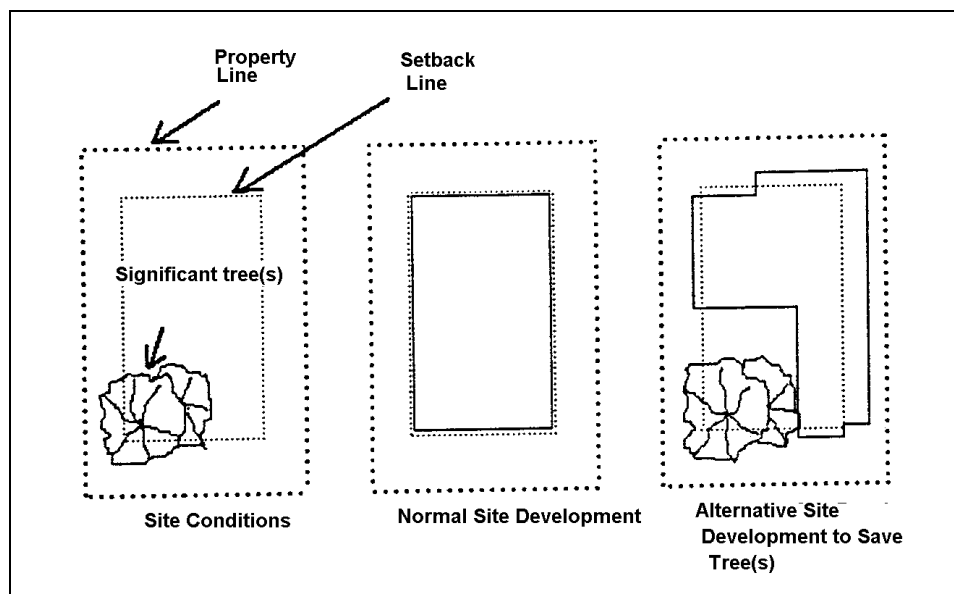 Property
Line
Setback
Line
Significant tree(s)
Site Conditions
Normal Site Development
Alternative Site
Development to Save
Tree(s)